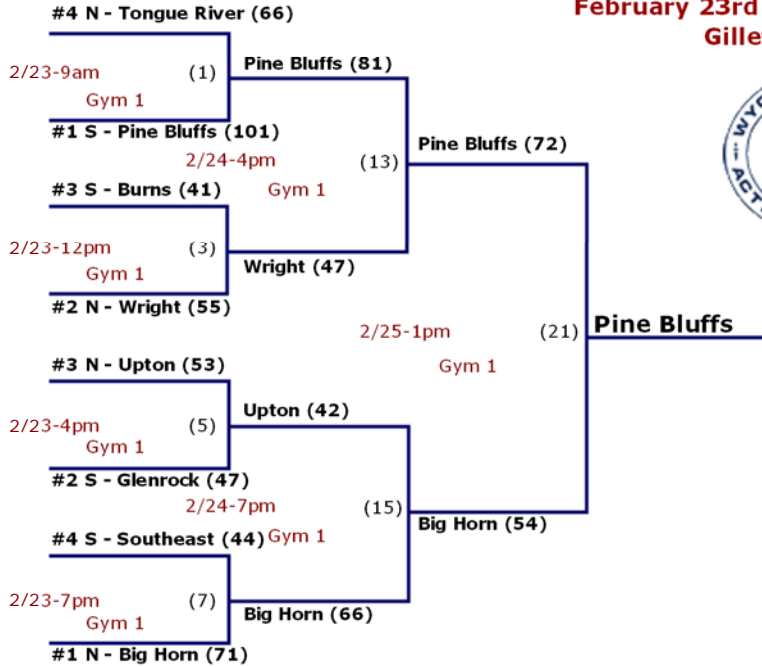 #4 N - Tongue River (66)
February 23rd
2/23-9am
(1)
Pine Bluffs (81)
Gym 1
#1 S - Pine Bluffs (101)
2/24-4pm
(13)
Pine Bluffs (72)
Gym 1
#3 S - Burns (41)
2/23-12pm
(3)
Gym 1
Wright (47)
#2 N - Wright (55)
2/25-1pm
(21)
Pine Bluffs
Gym 1
#3 N - Upton (53)
2/23-4pm
(5)
Upton (42)
Gym 1
#2 S - Glenrock (47)
2/24-7pm
(15)
Big Horn (54)
Gym 1
#4 S - Southeast (44)
2/23-7pm
(7)
Big Horn (66)
Gym 1
#1 N - Big Horn (71)